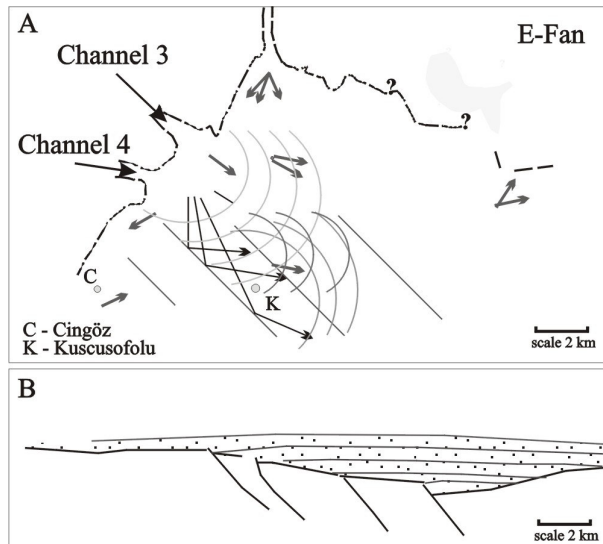 A
E-Fan
Channel 3
Channel 4
?
?
C
K
C - Cingöz
K - Kuscusofolu
scale 2 km
B
scale 2 km